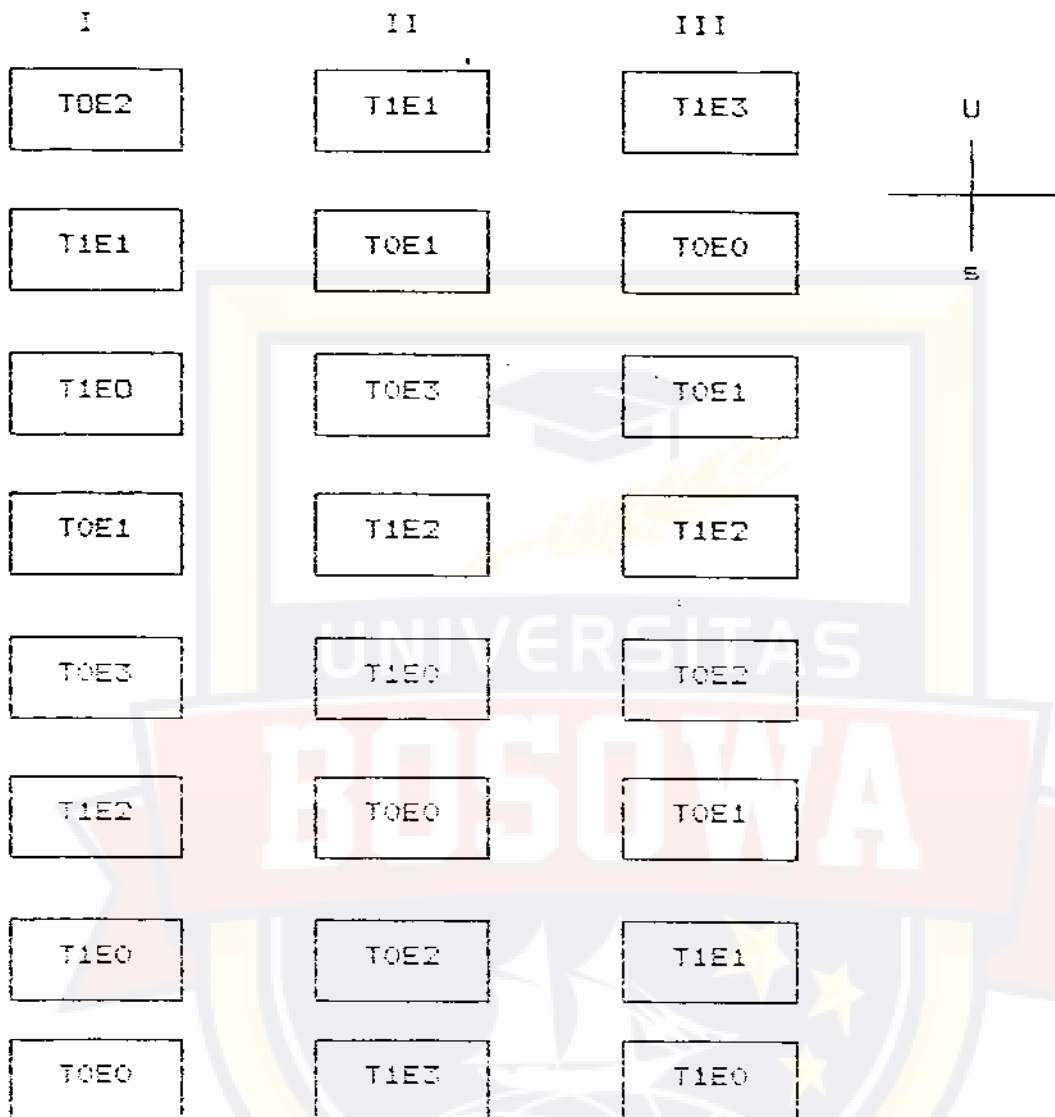 I II III
T0E2 T1E1 T1E3
U
T1E1 T0E1 T0E0
S
T1E0 T0E3 T0E1
T0E1 T1E2 T1E2
UNIVERSITAS
T0E3 T1E0 T0E2
BOSOWA
T1E2 T0E0 T0E1
T1E0 T0E2 T1E1
T0E0 T1E3 T1E0